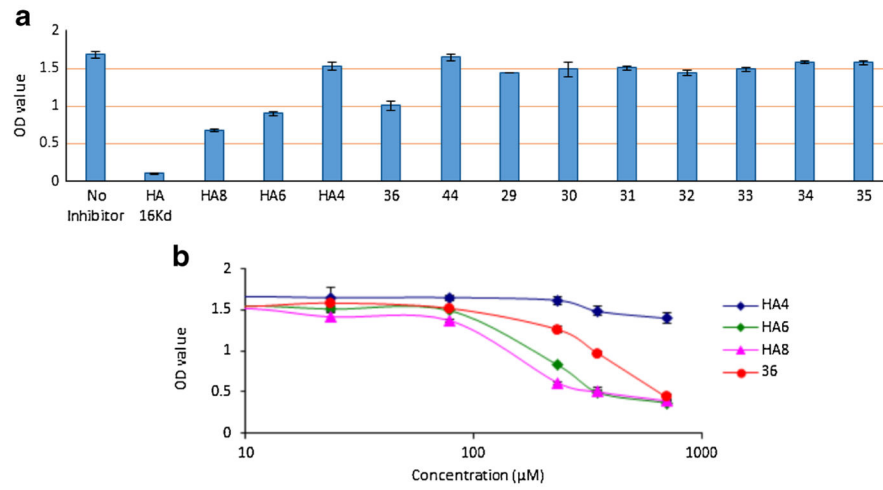 a
2
1.5
1
0.5
0
OD value
No Inhibitor
HA 16Kd
HA8
HA6
HA4
36
44
29
30
31
32
33
34
35
b
2
1.5
1
0.5
0
OD value
10
100
1000
Concentration (μM)
HA4
HA6
HA8
36